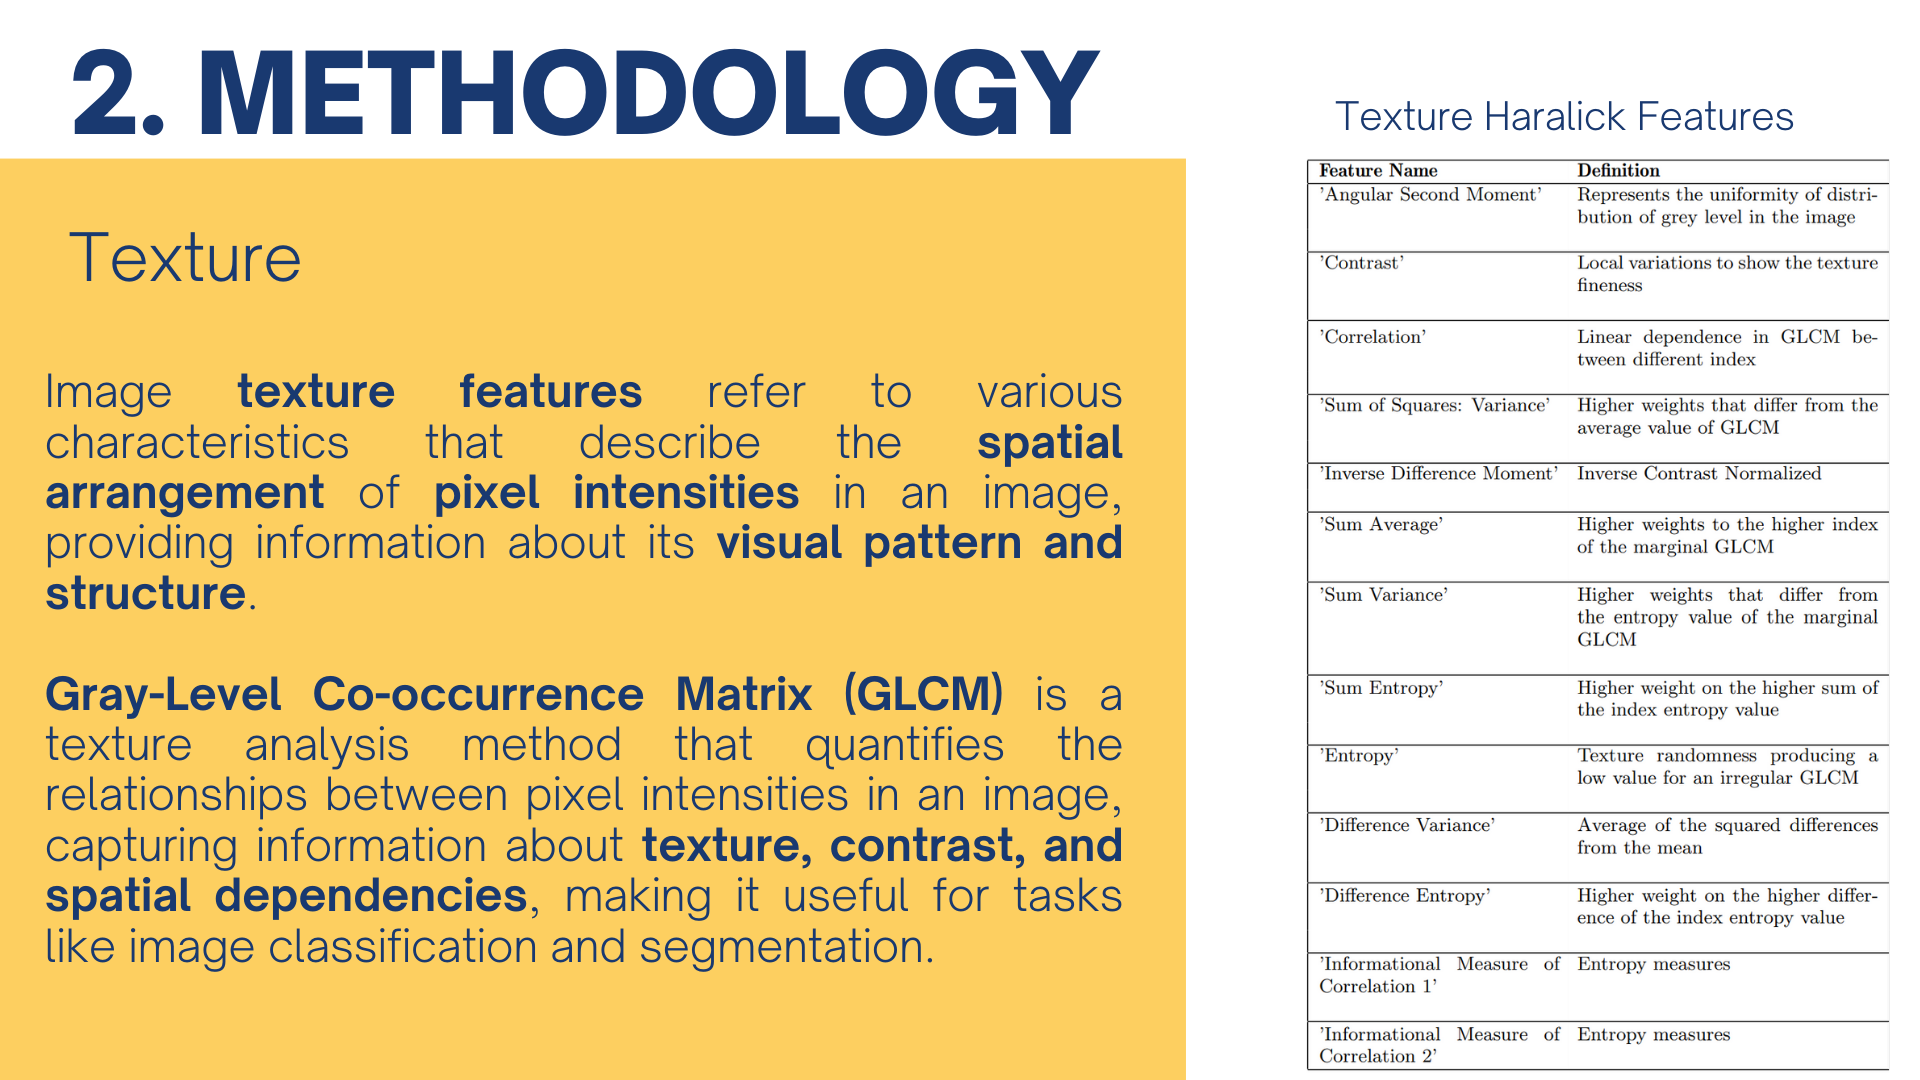 2. METHODOLOGY
Texture
Image texture features refer to various
characteristics that describe the spatial
arrangement of pixel intensities in an image,
providing information about its visual pattern and
structure.
Gray-Level Co-occurrence Matrix (GLCM) is a
texture analysis method that quantifies the
relationships between pixel intensities in an image,
capturing information about texture, contrast, and
spatial dependencies, making it useful for tasks
like image classification and segmentation.
Texture Haralick Features
Feature Name Definition
’Angular Second Moment’ Represents the uniformity of distri-
bution of grey level in the image
’Contrast’ Local variations to show the texture
fineness
’Correlation’ Linear dependence in GLCM be-
tween different index
’Sum of Squares: Variance’ Higher weights that differ from the
average value of GLCM
’Inverse Difference Moment’ Inverse Contrast Normalized
’Sum Average’ Higher weights to the higher index
of the marginal GLCM
’Sum Variance’ Higher weights that differ from
the entropy value of the marginal
GLCM
’Sum Entropy’ Higher weight on the higher sum of
the index entropy value
’Entropy’ Texture randomness producing a
low value for an irregular GLCM
’Difference Variance’ Average of the squared differences
from the mean
’Difference Entropy’ Higher weight on the higher differ-
ence of the index entropy value
’Informational Measure of Entropy measures
Correlation 1’
’Informational Measure of Entropy measures
Correlation 2’